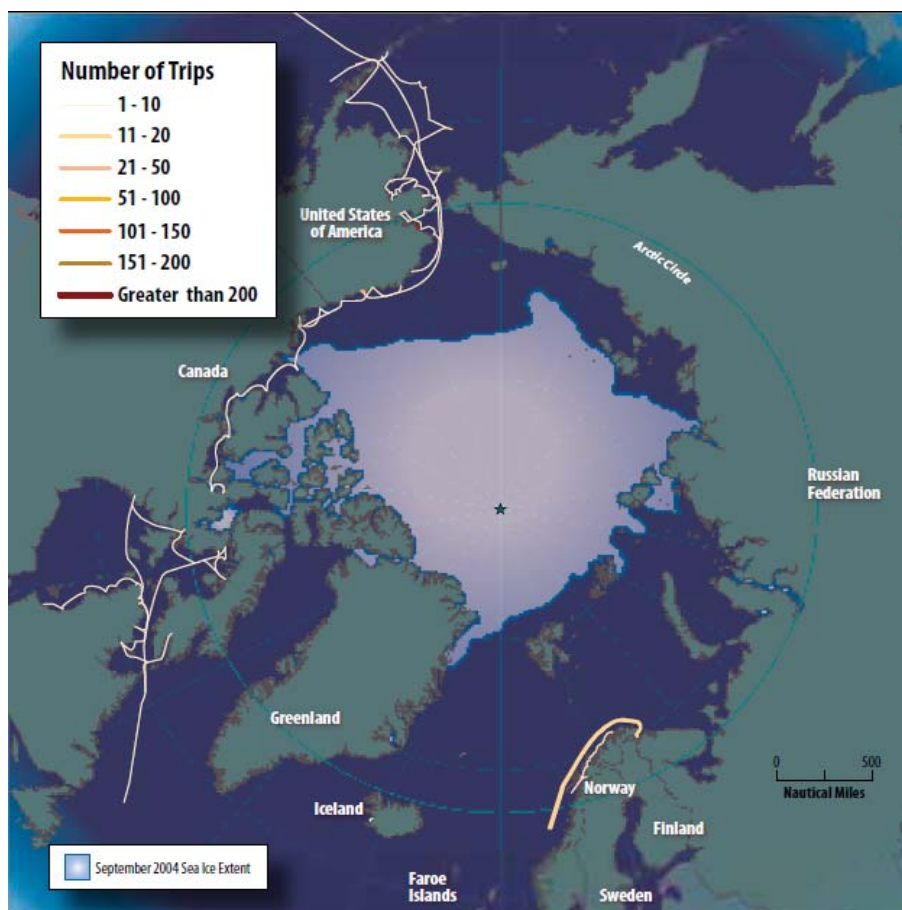 Number of Trips
1 - 10
11 - 20
21 - 50
51 - 100
101 - 150
151 - 200
Greater than 200
United States
of America
Arctic Circle
Canada
Russian
Federation
Greenland
Iceland
Norway
Finland
Faroe
Islands
Sweden
0 500
Nautical Miles
September 2004 Sea Ice Extent